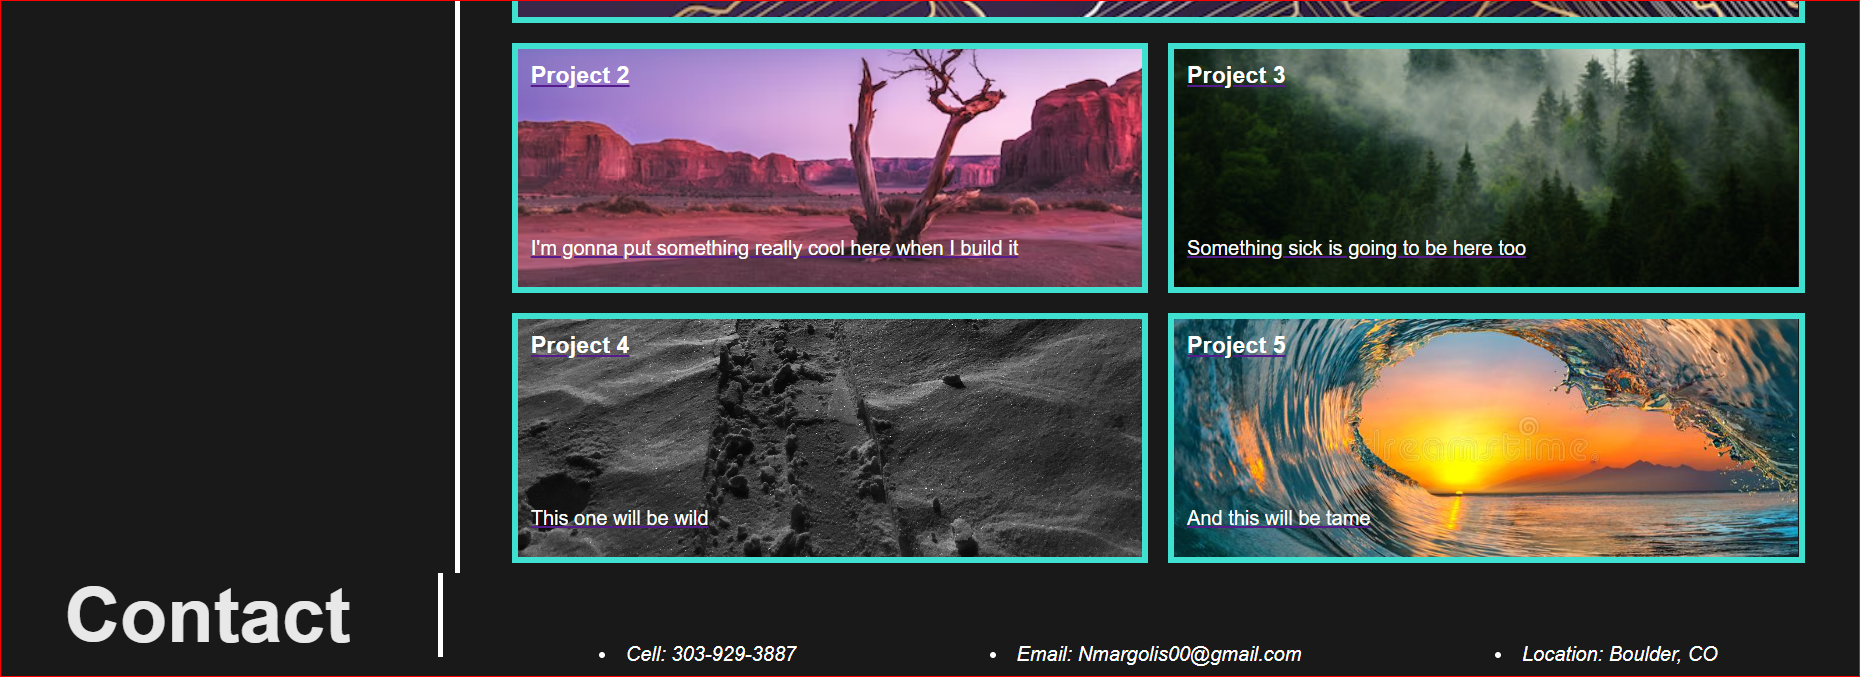 Project 2
I'm gonna put something really cool here when I build it
Project 3
Something sick is going to be here too
Project 4
This one will be wild
Project 5
dreamstime.
And this will be tame
Contact
• Cell: 303-929-3887
• Email: Nmargolis00@gmail.com
• Location: Boulder, CO